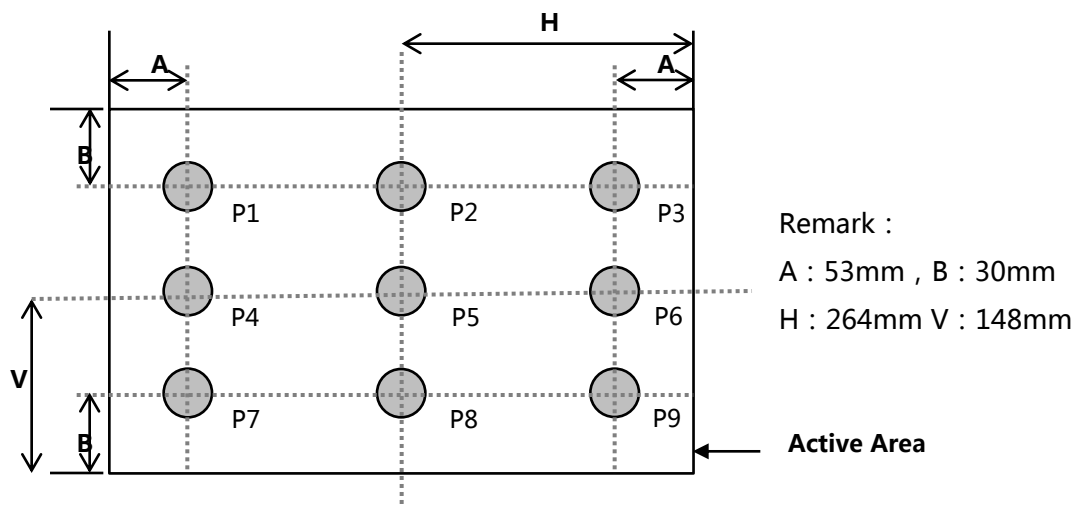 H
A
A
B
P1
P2
P3
Remark :
A : 53mm , B : 30mm
H : 264mm V : 148mm
P4
P5
P6
V
P7
P8
P9
B
Active Area